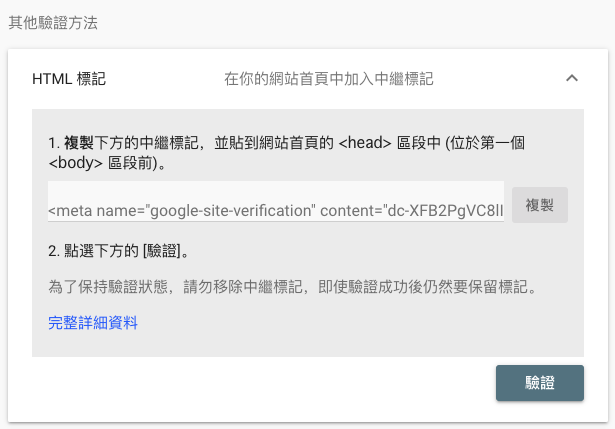 其他驗證方法
HTML 標記
在你的網站首頁中加入中繼標記
1. 複製下方的中繼標記，並貼到網站首頁的 <head> 區段中 (位於第一個
<body> 區段前)。
<meta name="google-site-verification" content="dc-XFB2PgVC8lI
複製
2. 點選下方的 [驗證]。
為了保持驗證狀態，請勿移除中繼標記，即使驗證成功後仍然要保留標記。
完整詳細資料
驗證